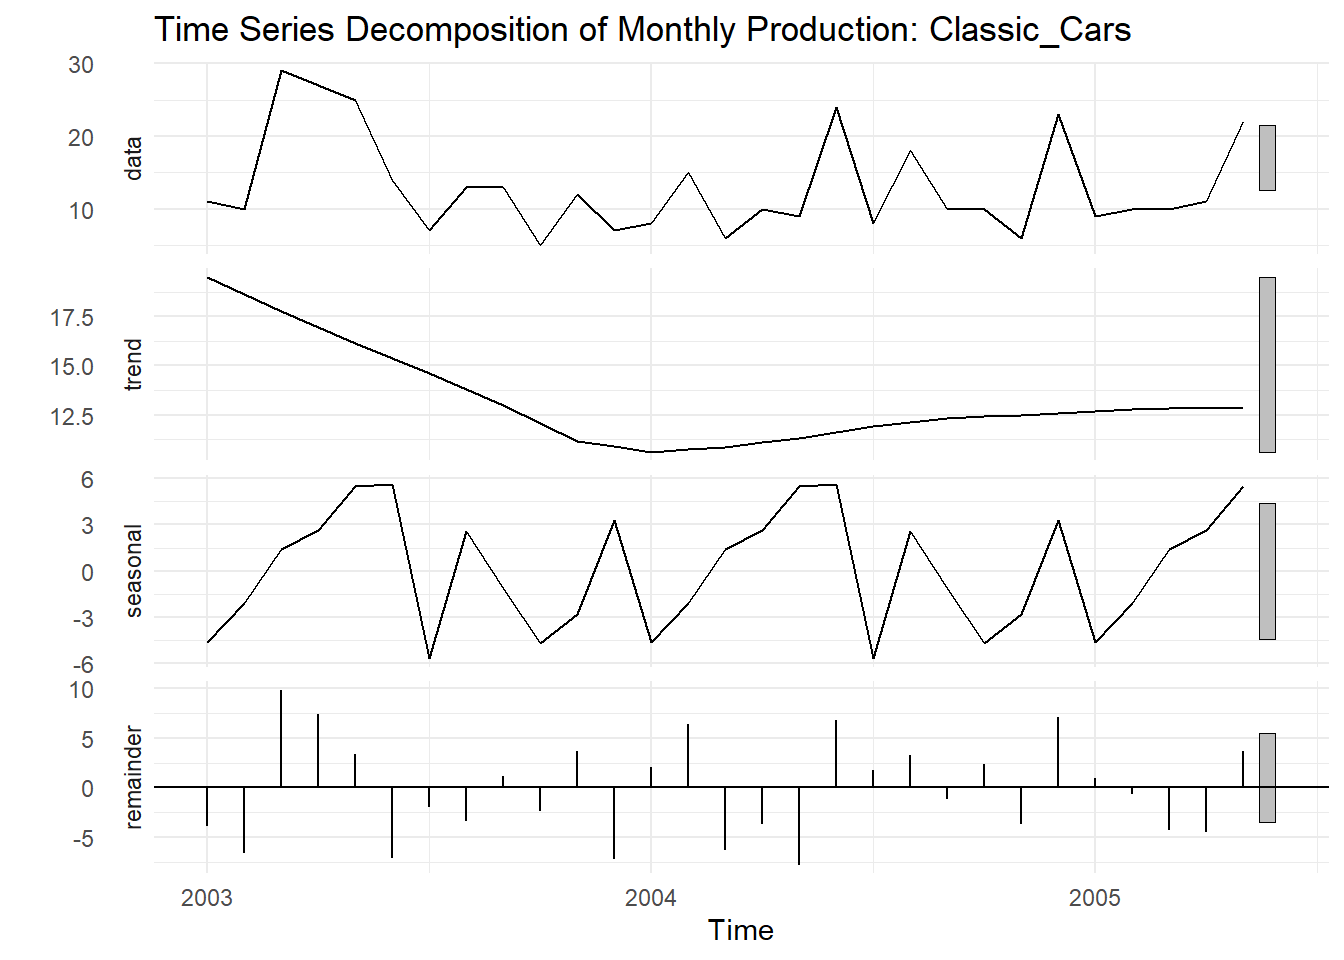 Time Series Decomposition of Monthly Production: Classic_Cars
30
20
10
data
17.5
15.0
12.5
trend
6
3
0
-3
-6
seasonal
10
5
0
-5
remainder
2003 2004 2005
Time